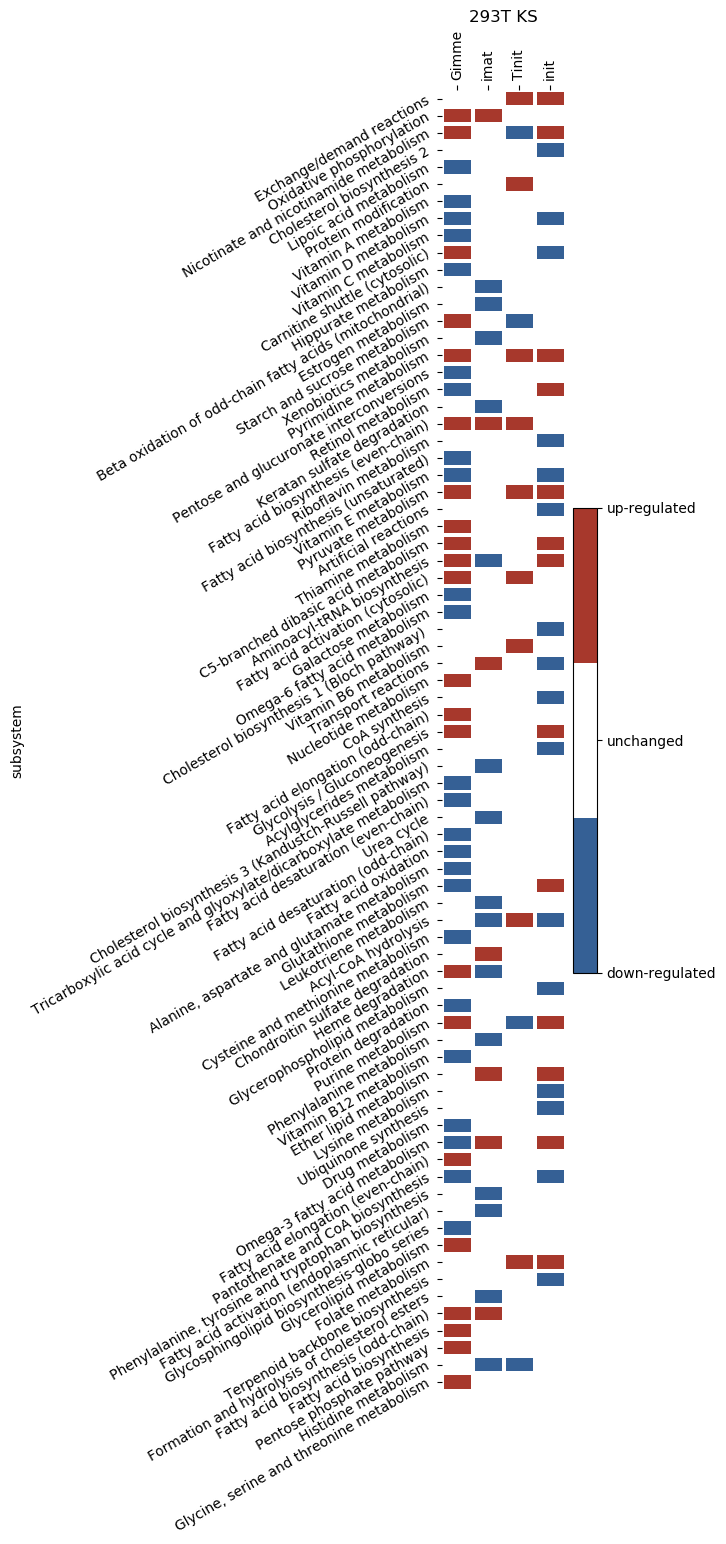 293T KS
Gimme
imat
Tinit
init
Exchange/demand reactions
Oxidative phosphorylation
Nicotinate and nicotinamide metabolism
Cholesterol biosynthesis 2
Lipoic acid metabolism
Protein modification
Vitamin A metabolism
Vitamin D metabolism
Vitamin C metabolism
Carnitine shuttle (cytosolic)
Hippurate metabolism
Beta oxidation of odd-chain fatty acids (mitochondrial)
Estrogen metabolism
Starch and sucrose metabolism
Xenobiotics metabolism
Pyrimidine metabolism
Pentose and glucuronate interconversions
Retinol metabolism
Keratan sulfate degradation
Fatty acid biosynthesis (even-chain)
Riboflavin metabolism
Fatty acid biosynthesis (unsaturated)
Vitamin E metabolism
Pyruvate metabolism
Artificial reactions
Thiamine metabolism
C5-branched dibasic acid metabolism
Aminoacyl-tRNA biosynthesis
Fatty acid activation (cytosolic)
Galactose metabolism
Omega-6 fatty acid metabolism
Cholesterol biosynthesis 1 (Bloch pathway)
Vitamin B6 metabolism
Transport reactions
Nucleotide metabolism
CoA synthesis
Fatty acid elongation (odd-chain)
Glycolysis / Gluconeogenesis
Acylglycerides metabolism
Cholesterol biosynthesis 3 (Kandustch-Russell pathway)
Tricarboxylic acid cycle and glyoxylate/dicarboxylate metabolism
Fatty acid desaturation (even-chain)
Urea cycle
Fatty acid desaturation (odd-chain)
Fatty acid oxidation
Alanine, aspartate and glutamate metabolism
Glutathione metabolism
Leukotriene metabolism
Acyl-CoA hydrolysis
Cysteine and methionine metabolism
Chondroitin sulfate degradation
Heme degradation
Glycerophospholipid metabolism
Protein degradation
Purine metabolism
Phenylalanine metabolism
Vitamin B12 metabolism
Ether lipid metabolism
Lysine metabolism
Ubiquinone synthesis
Drug metabolism
Omega-3 fatty acid metabolism
Fatty acid elongation (even-chain)
Pantothenate and CoA biosynthesis
Phenylalanine, tyrosine and tryptophan biosynthesis
Fatty acid activation (endoplasmic reticular)
Glycosphingolipid biosynthesis-globo series
Glycerolipid metabolism
Folate metabolism
Terpenoid backbone biosynthesis
Formation and hydrolysis of cholesterol esters
Fatty acid biosynthesis (odd-chain)
Fatty acid biosynthesis
Pentose phosphate pathway
Histidine metabolism
Glycine, serine and threonine metabolism
subsystem
up-regulated
unchanged
down-regulated